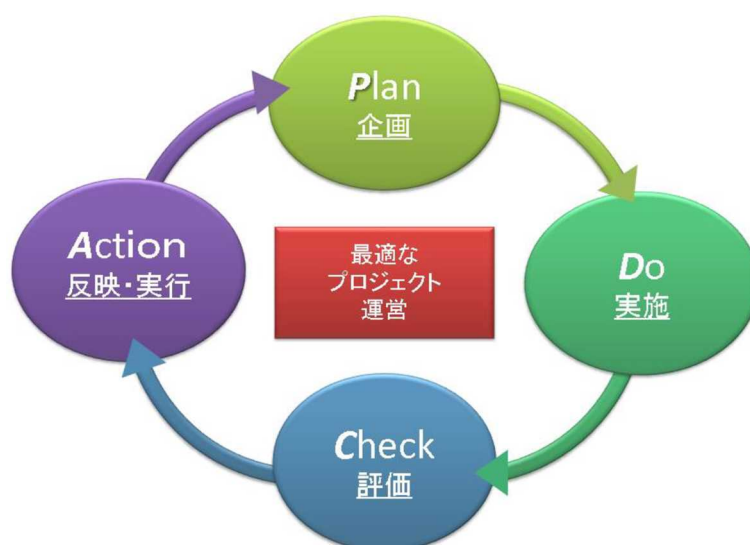 Plan
企画
Do
実施
Check
評価
Action
反映・実行
最適な
プロジェクト
運営